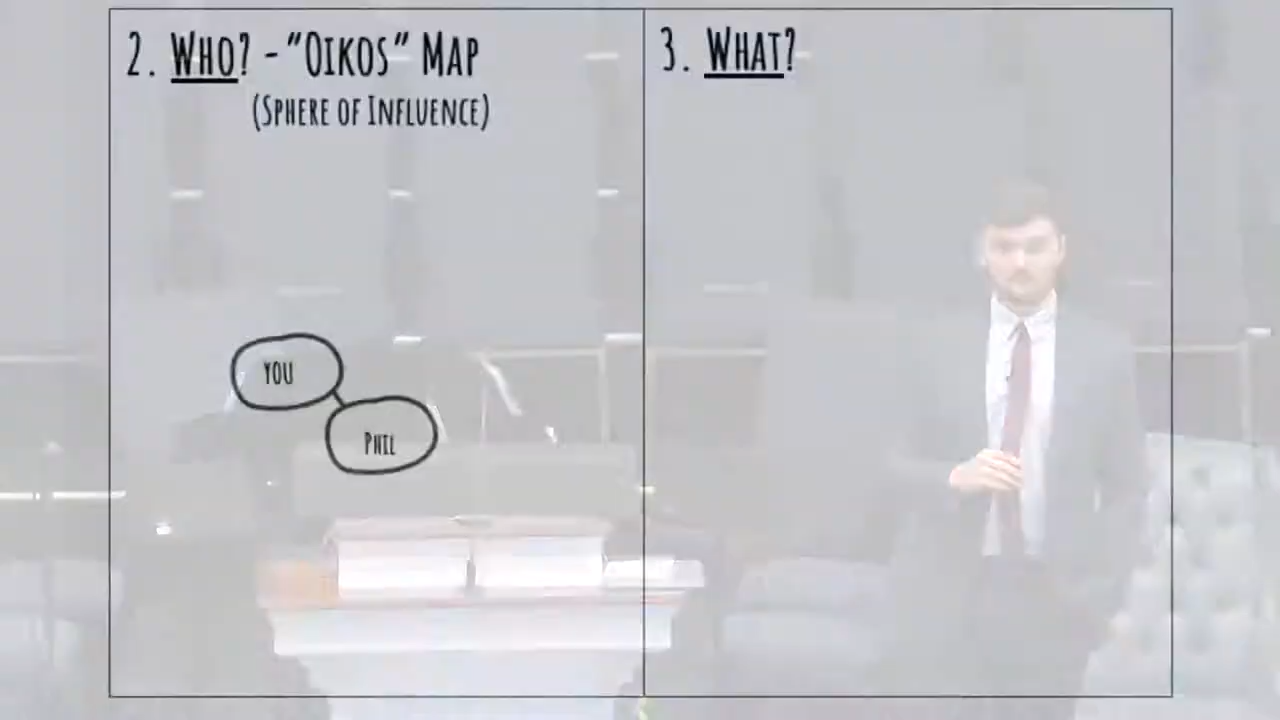 2. Who? - "Oikos" Map
(Sphere of Influence)
You
Phil
3. What?